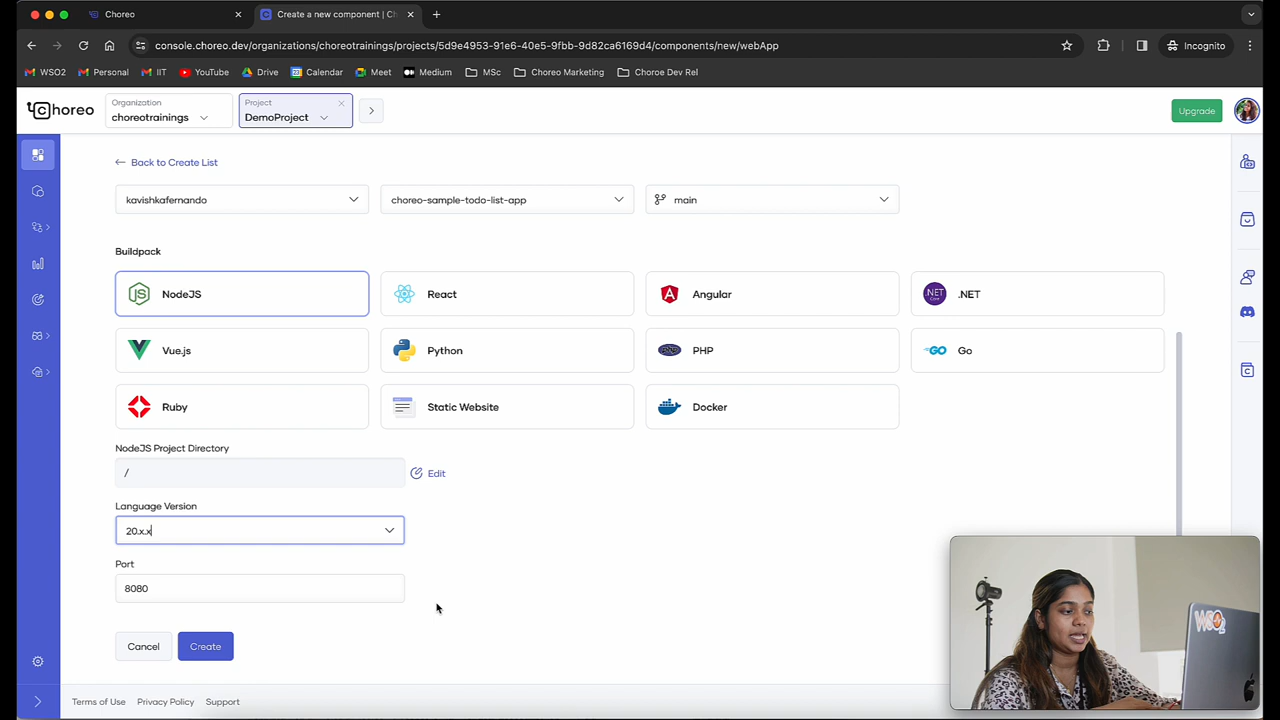 Choreo
Create a new component | Ch
console.choreo.dev/organizations/choreotrainings/projects/5d9e4953-91e6-40e5-9fbb-9d82ca6169d4/components/new/webApp
Incognito
WSO2 Personal IIT YouTube Drive Calendar Meet Medium MSc Choreo Marketing Choroe Dev Rel
Choreo
Organization
choreotrainings
Project
DemoProject
Upgrade
Back to Create List
kavishkafernando choreo-sample-todo-list-app main
Buildpack
NodeJS React Angular .NET
Vue.js Python PHP Go
Ruby Static Website Docker
NodeJS Project Directory
/ Edit
Language Version
20.x.x
Port
8080
Cancel Create
Terms of Use Privacy Policy Support
WSO2